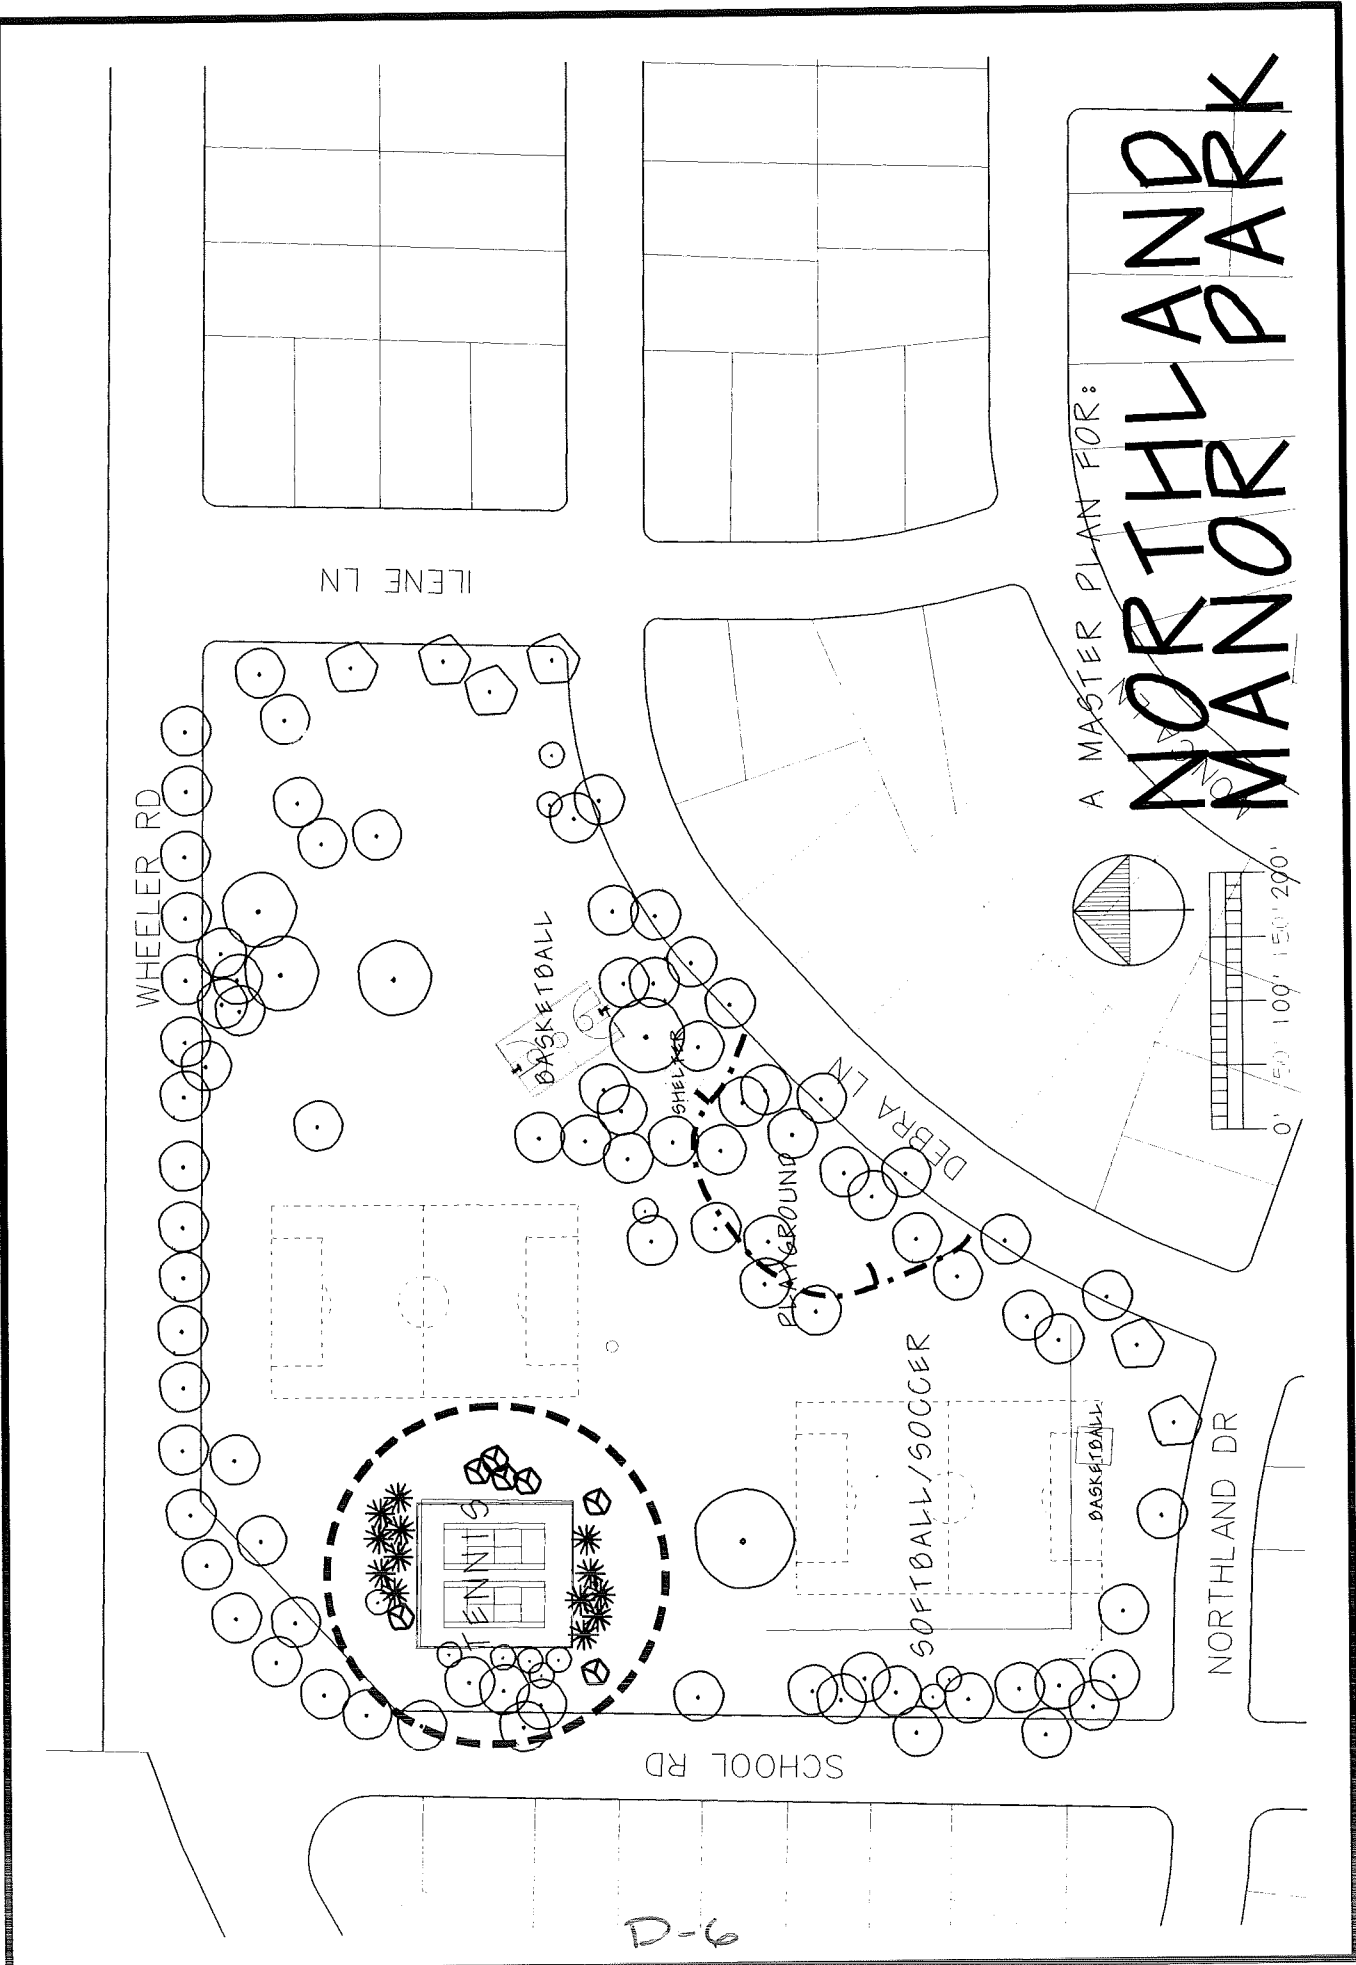 A MASTER PLAN FOR:
NORTHLAND
MANOR PARK
WHEELER RD
ILENE LN
BASKETBALL
SHELTER
PLAYGROUND
DEBRA LN
TENNIS
SOFTBALL/SOCCER
BASKETBALL
NORTHLAND DR
SCHOOL RD
0' 50' 100' 150' 200'
D-6